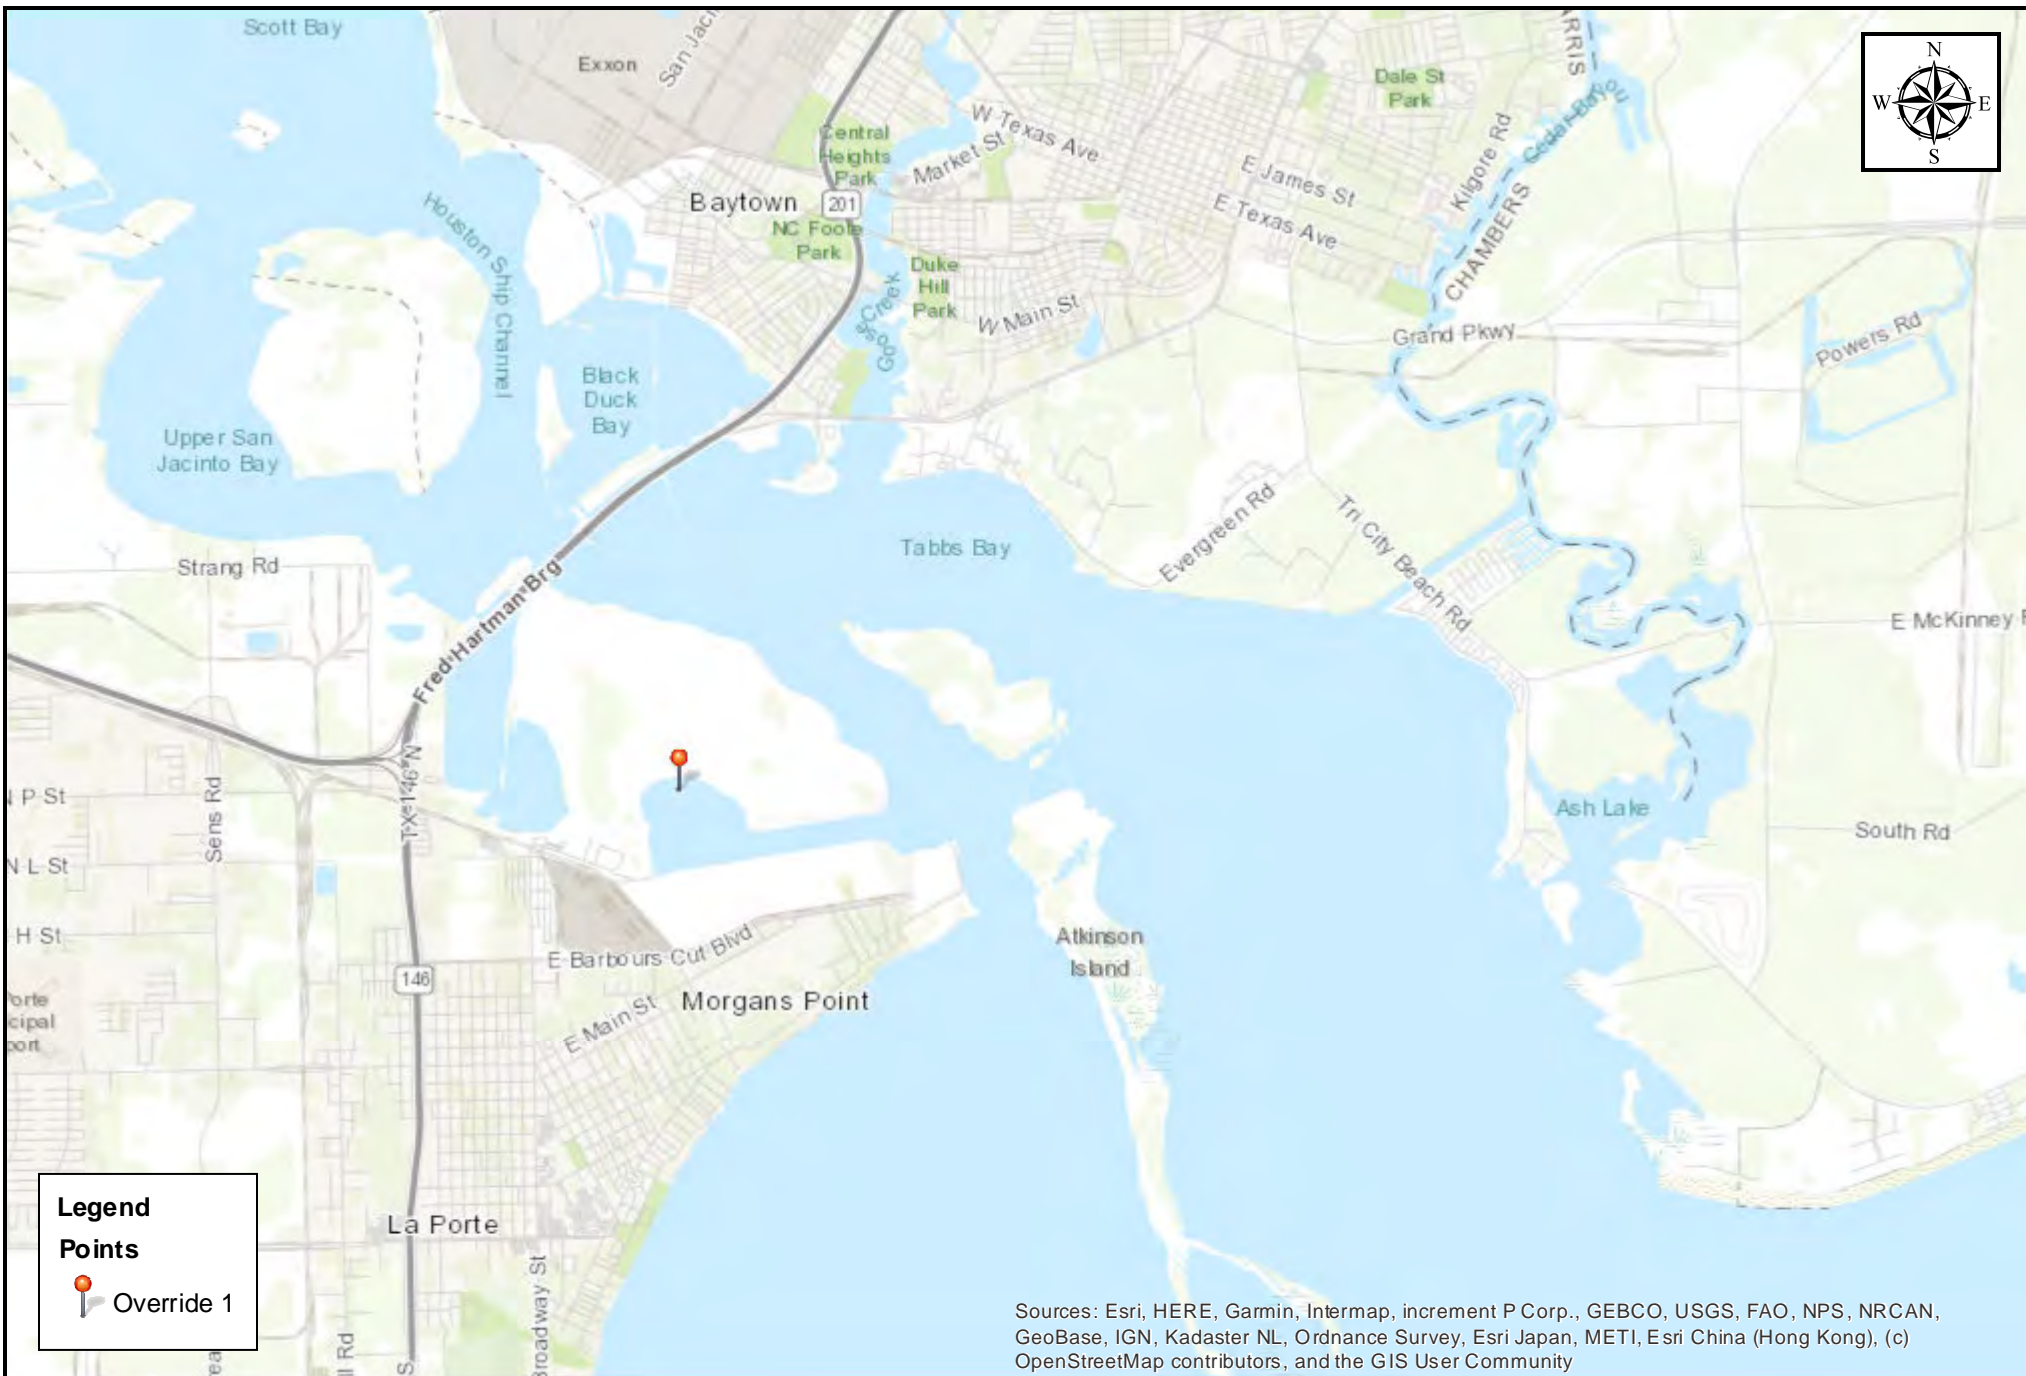 Scott Bay
Exxon
San Jac
Dale St
Park
N
W
E
S
Central
Heights
Park
W Texas Ave
Market St
Kilgore Rd
Cedar Bayou
E James St
E Texas Ave
CHAMBERS
Baytown
201
NC Foote
Park
Houston Ship Channel
Duke
Hill
Park
Goose Creek
W Main St
Grand Pkwy
Powers Rd
Black
Duck
Bay
Upper San
Jacinto Bay
Tabbs Bay
Evergreen Rd
Tri City Beach Rd
Strang Rd
Fred Hartman Brg
E McKinney
TX-146 N
Sens Rd
P St
N L St
H St
Ash Lake
South Rd
E Barbours Cut Blvd
146
Atkinson
Island
E Main St
Morgans Point
orte
cipal
port
La Porte
Broadway St
Legend
Points
Override 1
Sources: Esri, HERE, Garmin, Intermap, increment P Corp., GEBCO, USGS, FAO, NPS, NRCAN,
GeoBase, IGN, Kadaster NL, Ordnance Survey, Esri Japan, METI, Esri China (Hong Kong), (c)
OpenStreetMap contributors, and the GIS User Community